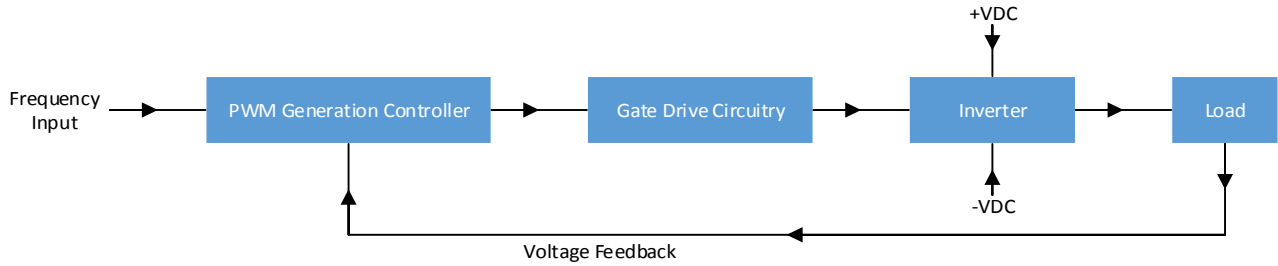 +VDC
Frequency
Input
PWM Generation Controller
Gate Drive Circuitry
Inverter
Load
-VDC
Voltage Feedback